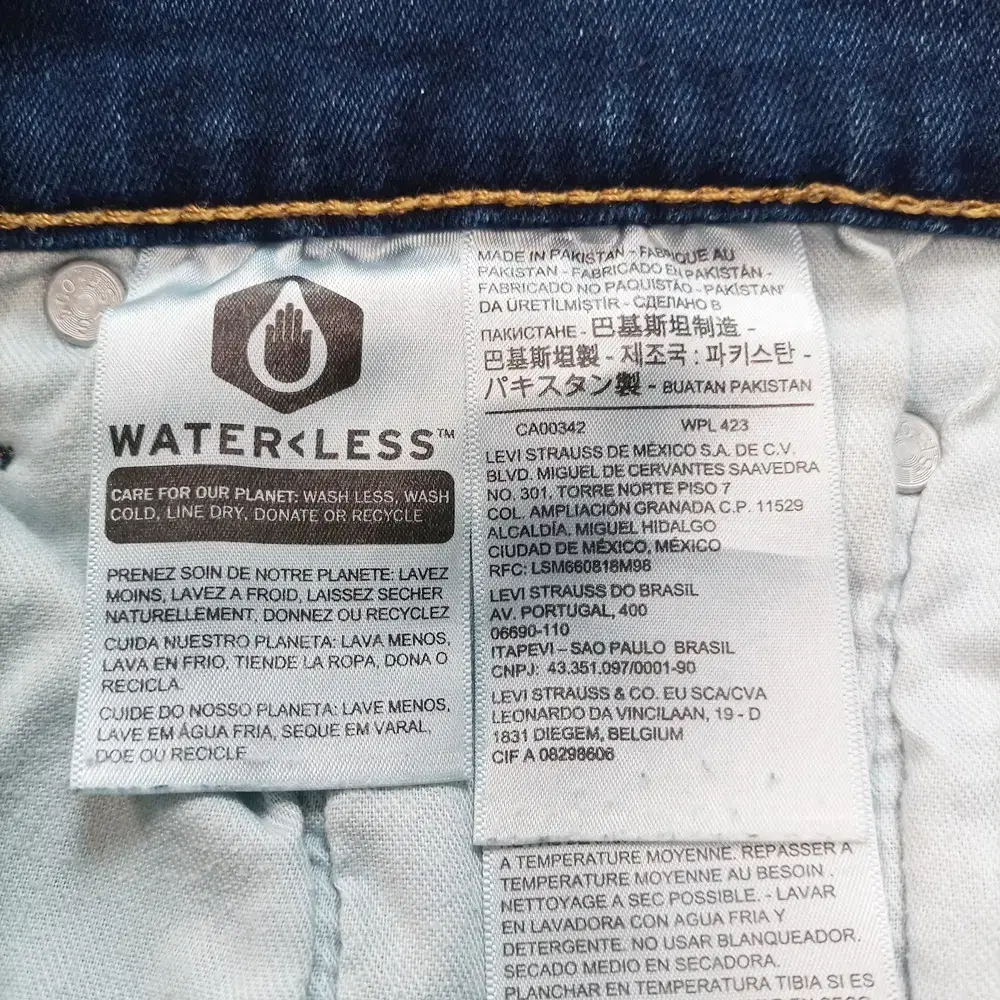 WATER<LESS™
CARE FOR OUR PLANET: WASH LESS, WASH
COLD, LINE DRY, DONATE OR RECYCLE
PRENEZ SOIN DE NOTRE PLANETE: LAVEZ
MOINS, LAVEZ A FROID, LAISSEZ SECHER
NATURELLEMENT, DONNEZ OU RECYCLEZ
CUIDA NUESTRO PLANETA: LAVA MENOS,
LAVA EN FRIO, TIENDE LA ROPA, DONA O
RECICLA.
CUIDE DO NOSSO PLANETA: LAVE MENOS,
LAVE EM ÁGUA FRIA, SEQUE EM VARAL,
DOE OU RECICLE
MADE IN PAKISTAN - FABRIQUE AU
PAKISTAN - FABRICADO EN PAKISTÁN -
FABRICADO NO PAQUISTÃO - PAKİSTAN'
DA ÜRETİLMİŞTİR - СДЕЛАНО В
ПАКИСТАНЕ - 巴基斯坦制造 -
巴基斯坦製 - 제조국 : 파키스탄 -
パキスタン製 - BUATAN PAKISTAN
CA00342 WPL 423
LEVI STRAUSS DE MÉXICO S.A. DE C.V.
BLVD. MIGUEL DE CERVANTES SAAVEDRA
NO. 301, TORRE NORTE PISO 7
COL. AMPLIACIÓN GRANADA C.P. 11529
ALCALDÍA, MIGUEL HIDALGO
CIUDAD DE MÉXICO, MÉXICO
RFC: LSM660818M98
LEVI STRAUSS DO BRASIL
AV. PORTUGAL, 400
06690-110
ITAPEVI – SAO PAULO BRASIL
CNPJ: 43.351.097/0001-90
LEVI STRAUSS & CO. EU SCA/CVA
LEONARDO DA VINCILAAN, 19 - D
1831 DIEGEM, BELGIUM
CIF A 08298606
A TEMPERATURE MOYENNE. REPASSER A
TEMPERATURE MOYENNE AU BESOIN .
NETTOYAGE A SEC POSSIBLE. - LAVAR
EN LAVADORA CON AGUA FRIA Y
DETERGENTE. NO USAR BLANQUEADOR.
SECADO MEDIO EN SECADORA.
PLANCHAR EN TEMPERATURA TIBIA SI ES